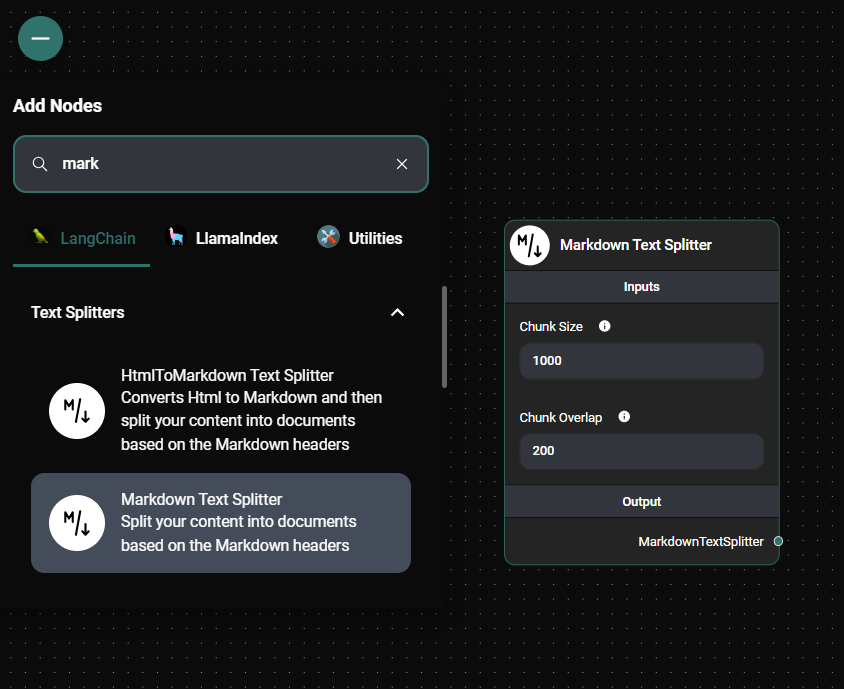 Add Nodes
mark
LangChain LlamaIndex Utilities
Text Splitters
HtmlToMarkdown Text Splitter
Converts Html to Markdown and then
split your content into documents
based on the Markdown headers
Markdown Text Splitter
Split your content into documents
based on the Markdown headers
Markdown Text Splitter
Inputs
Chunk Size
1000
Chunk Overlap
200
Output
MarkdownTextSplitter